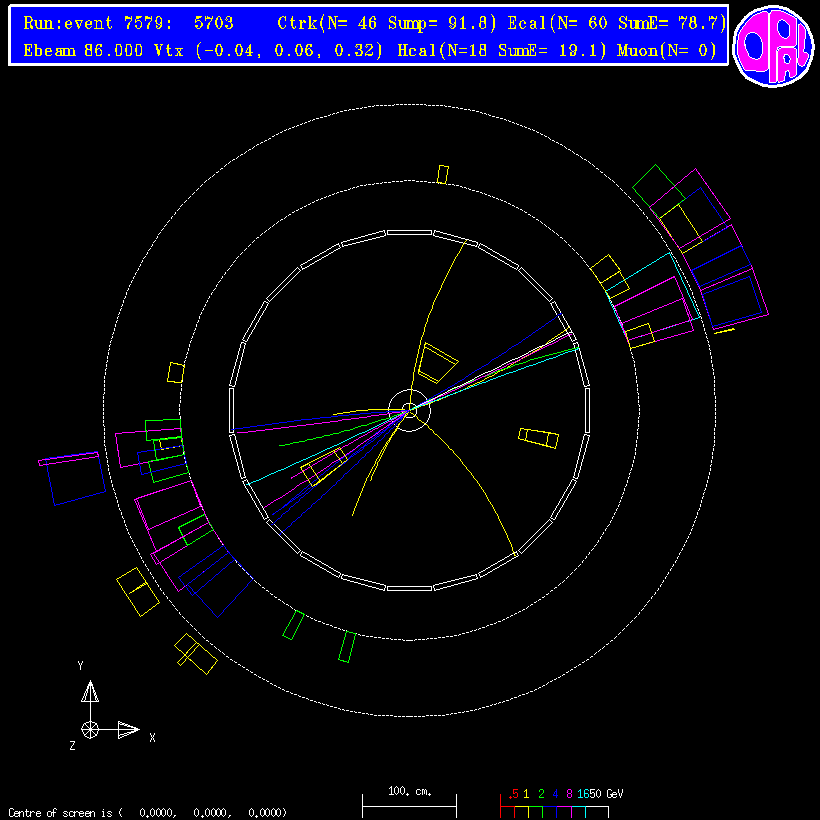 Run:event 7579: 5703 Ctrk(N= 46 Sump= 91.8) Ecal(N= 60 SumE= 78.7)
Ebeam 86.000 Vtx (-0.04, 0.06, 0.32) Hcal(N=18 SumE= 19.1) Muon(N= 0)
OPAL
Y
Z X
100. cm.
.5 1 2 4 8 16 50 GeV
Centre of screen is ( 0.0000, 0.0000, 0.0000)